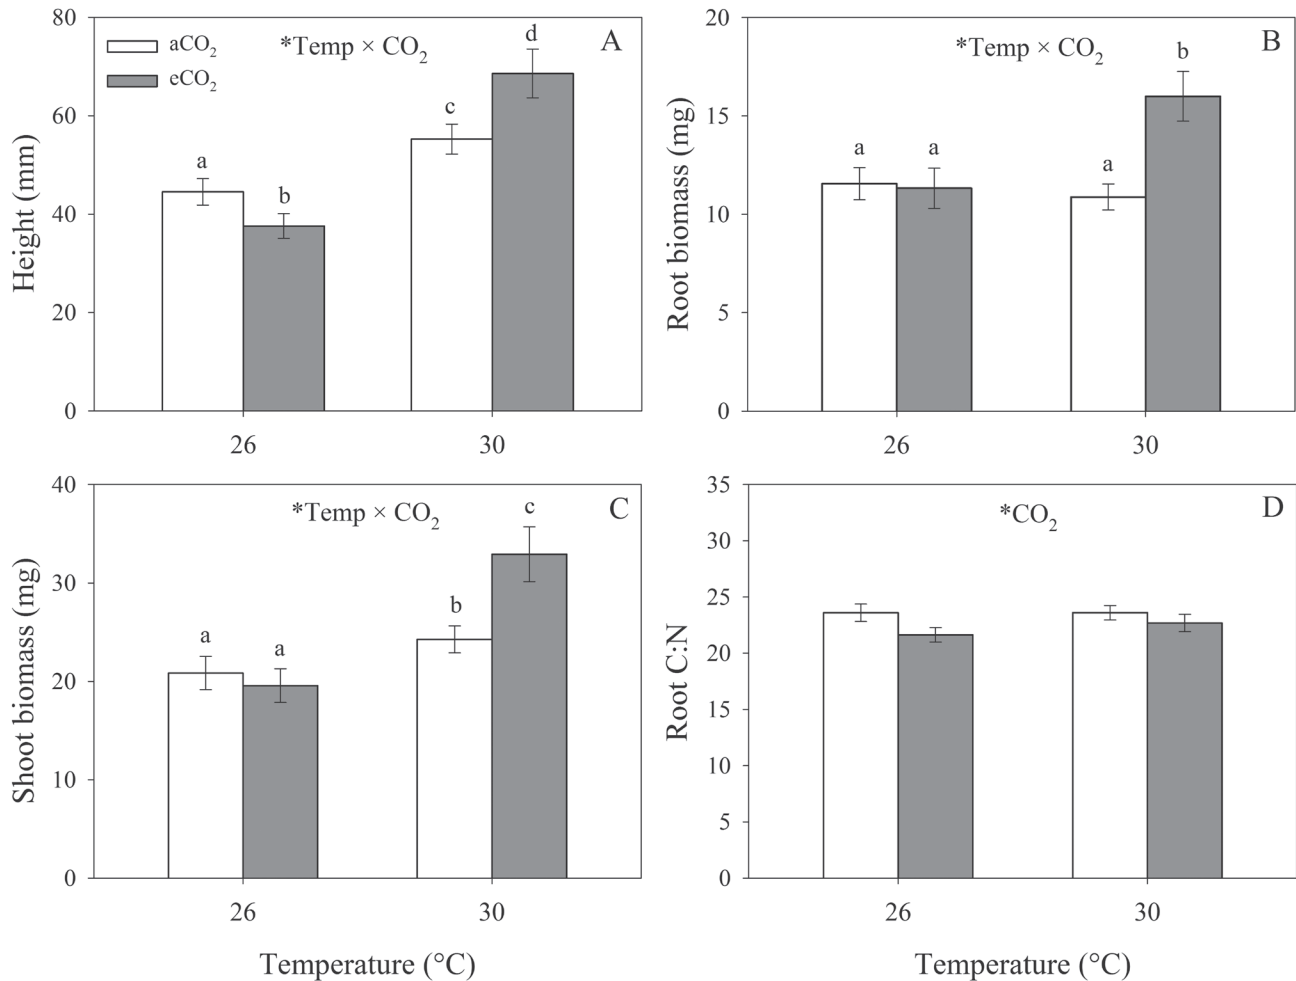 80
60
40
20
0
Height (mm)
aCO₂
eCO₂
*Temp × CO₂
A
a
b
c
d
26
30
20
15
10
5
0
Root biomass (mg)
*Temp × CO₂
B
a
a
a
b
26
30
40
30
20
10
0
Shoot biomass (mg)
*Temp × CO₂
C
a
a
b
c
26
30
Temperature (°C)
35
30
25
20
15
10
5
0
Root C:N
*CO₂
D
26
30
Temperature (°C)